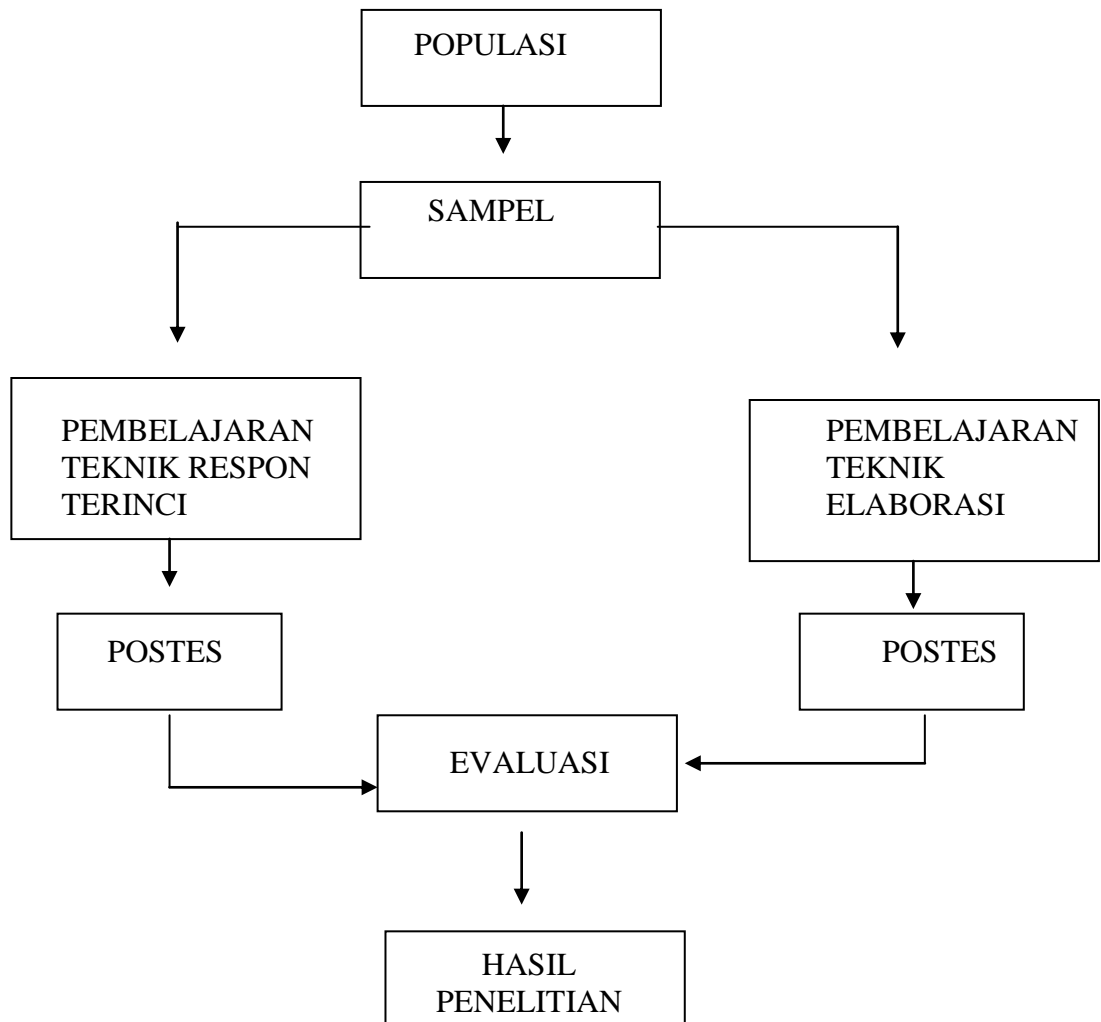 POPULASI
SAMPEL
PEMBELAJARAN
TEKNIK RESPON
TERINCI
PEMBELAJARAN
TEKNIK
ELABORASI
POSTES
POSTES
EVALUASI
HASIL
PENELITIAN